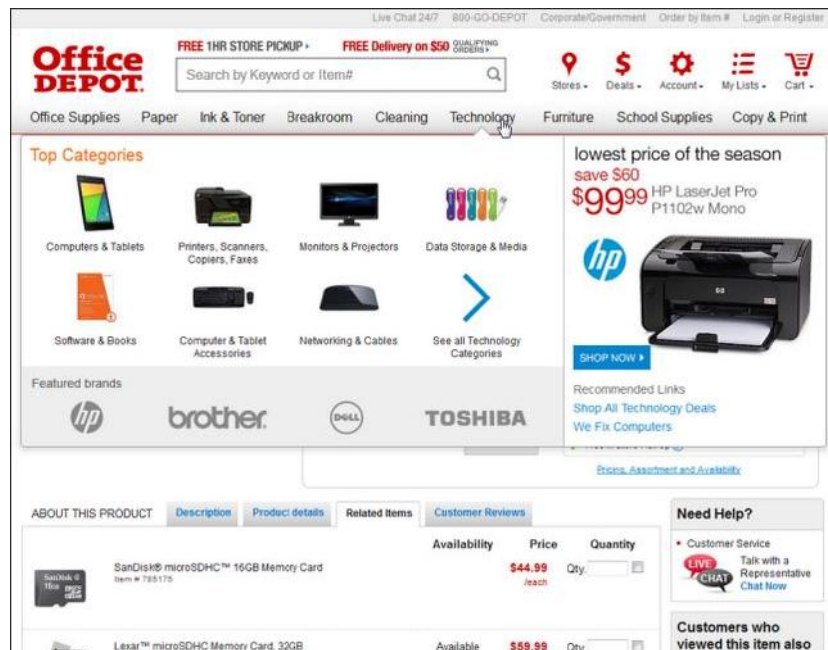 Live Chat 24/7 800-GO-DEPOT Corporate/Government Order by Item # Login or Register
Office DEPOT.
FREE 1HR STORE PICKUP FREE Delivery on $50 QUALIFYING ORDERS
Search by Keyword or Item#
Stores Deals Account My Lists Cart
Office Supplies Paper Ink & Toner Breakroom Cleaning Technology Furniture School Supplies Copy & Print
Top Categories
Computers & Tablets
Printers, Scanners,
Copiers, Faxes
Monitors & Projectors
Data Storage & Media
Software & Books
Computer & Tablet
Accessories
Networking & Cables
See all Technology
Categories
Featured brands
hp brother DELL TOSHIBA
lowest price of the season
save $60
$9999 HP LaserJet Pro
P1102w Mono
hp
SHOP NOW
Recommended Links
Shop All Technology Deals
We Fix Computers
Pricing, Assortment and Availability
ABOUT THIS PRODUCT Description Product details Related Items Customer Reviews
Availability Price Quantity
SanDisk
16GB
SanDisk® microSDHC™ 16GB Memory Card
Item # 785175
$44.99 Qty.
/each
Lexar™ microSDHC Memory Card, 32GB Available $59.99 Qty.
Need Help?
Customer Service
LIVE CHAT
Talk with a
Representative
Chat Now
Customers who
viewed this item also